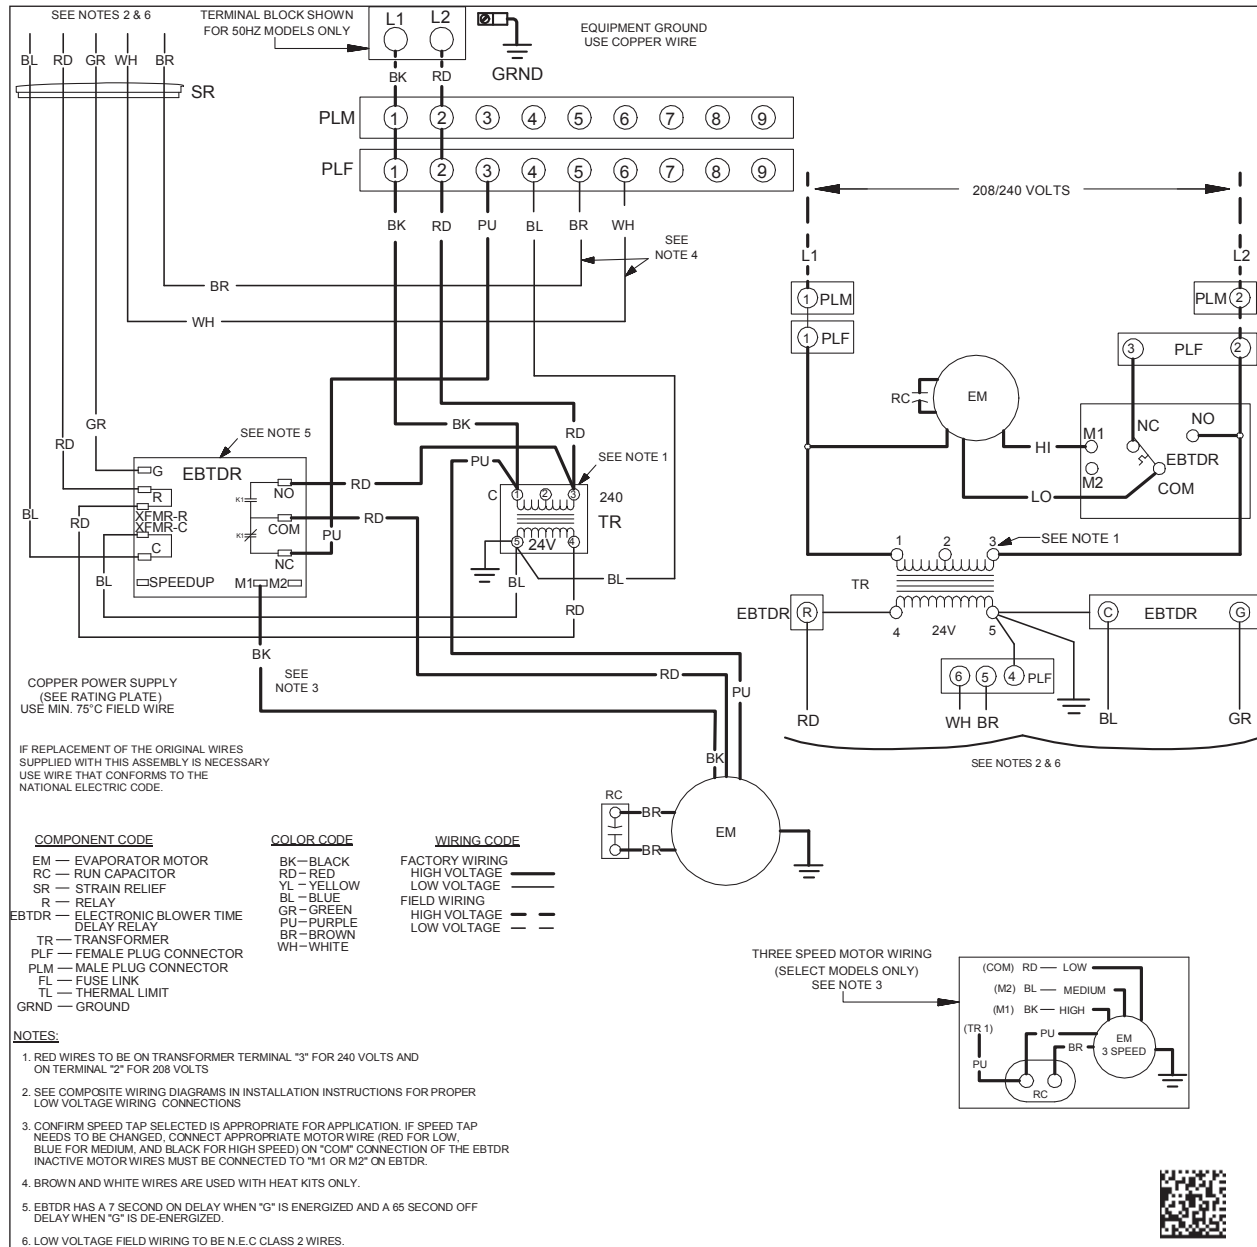 SEE NOTES 2 & 6
TERMINAL BLOCK SHOWN
FOR 50HZ MODELS ONLY
L1 L2
EQUIPMENT GROUND
USE COPPER WIRE
GRND
BL RD GR WH BR
SR
BK RD
PLM 1 2 3 4 5 6 7 8 9
PLF 1 2 3 4 5 6 7 8 9
BK RD PU BL BR WH
SEE
NOTE 4
BR
WH
208/240 VOLTS
L1
L2
1 PLM
PLM 2
1 PLF
3 PLF 2
RC
EM
HI
LO
M1
M2
NC
NO
EBTDR
COM
GR
RD
BL
RD
BL
SEE NOTE 5
EBTDR
G
R
XFMR-R
XFMR-C
C
SPEEDUP
K1
K1
NO
COM
NC
M1
M2
PU
RD
RD
BK
PU
RD
SEE NOTE 1
C 1 2 3 240
TR
5 24V 4
BL
BL
RD
BK
SEE
NOTE 3
RD
PU
BK
RC
BR
BR
EM
1 2 3
SEE NOTE 1
TR
EBTDR R
4 24V 5
C EBTDR G
6 5 4 PLF
RD
WH BR
BL
GR
SEE NOTES 2 & 6
COPPER POWER SUPPLY
(SEE RATING PLATE)
USE MIN. 75°C FIELD WIRE
IF REPLACEMENT OF THE ORIGINAL WIRES
SUPPLIED WITH THIS ASSEMBLY IS NECESSARY
USE WIRE THAT CONFORMS TO THE
NATIONAL ELECTRIC CODE.
COMPONENT CODE
EM — EVAPORATOR MOTOR
RC — RUN CAPACITOR
SR — STRAIN RELIEF
R — RELAY
EBTDR — ELECTRONIC BLOWER TIME
DELAY RELAY
TR — TRANSFORMER
PLF — FEMALE PLUG CONNECTOR
PLM — MALE PLUG CONNECTOR
FL — FUSE LINK
TL — THERMAL LIMIT
GRND — GROUND
COLOR CODE
BK—BLACK
RD—RED
YL—YELLOW
BL—BLUE
GR—GREEN
PU—PURPLE
BR—BROWN
WH—WHITE
WIRING CODE
FACTORY WIRING
HIGH VOLTAGE
LOW VOLTAGE
FIELD WIRING
HIGH VOLTAGE
LOW VOLTAGE
THREE SPEED MOTOR WIRING
(SELECT MODELS ONLY)
SEE NOTE 3
(COM) RD — LOW
(M2) BL — MEDIUM
(M1) BK — HIGH
(TR 1)
PU
PU
BR
EM
3 SPEED
RC
NOTES:
1. RED WIRES TO BE ON TRANSFORMER TERMINAL "3" FOR 240 VOLTS AND
ON TERMINAL "2" FOR 208 VOLTS
2. SEE COMPOSITE WIRING DIAGRAMS IN INSTALLATION INSTRUCTIONS FOR PROPER
LOW VOLTAGE WIRING CONNECTIONS
3. CONFIRM SPEED TAP SELECTED IS APPROPRIATE FOR APPLICATION. IF SPEED TAP
NEEDS TO BE CHANGED, CONNECT APPROPRIATE MOTOR WIRE (RED FOR LOW,
BLUE FOR MEDIUM, AND BLACK FOR HIGH SPEED) ON "COM" CONNECTION OF THE EBTDR
INACTIVE MOTOR WIRES MUST BE CONNECTED TO "M1 OR M2" ON EBTDR.
4. BROWN AND WHITE WIRES ARE USED WITH HEAT KITS ONLY.
5. EBTDR HAS A 7 SECOND ON DELAY WHEN "G" IS ENERGIZED AND A 65 SECOND OFF
DELAY WHEN "G" IS DE-ENERGIZED.
6. LOW VOLTAGE FIELD WIRING TO BE N.E.C CLASS 2 WIRES.